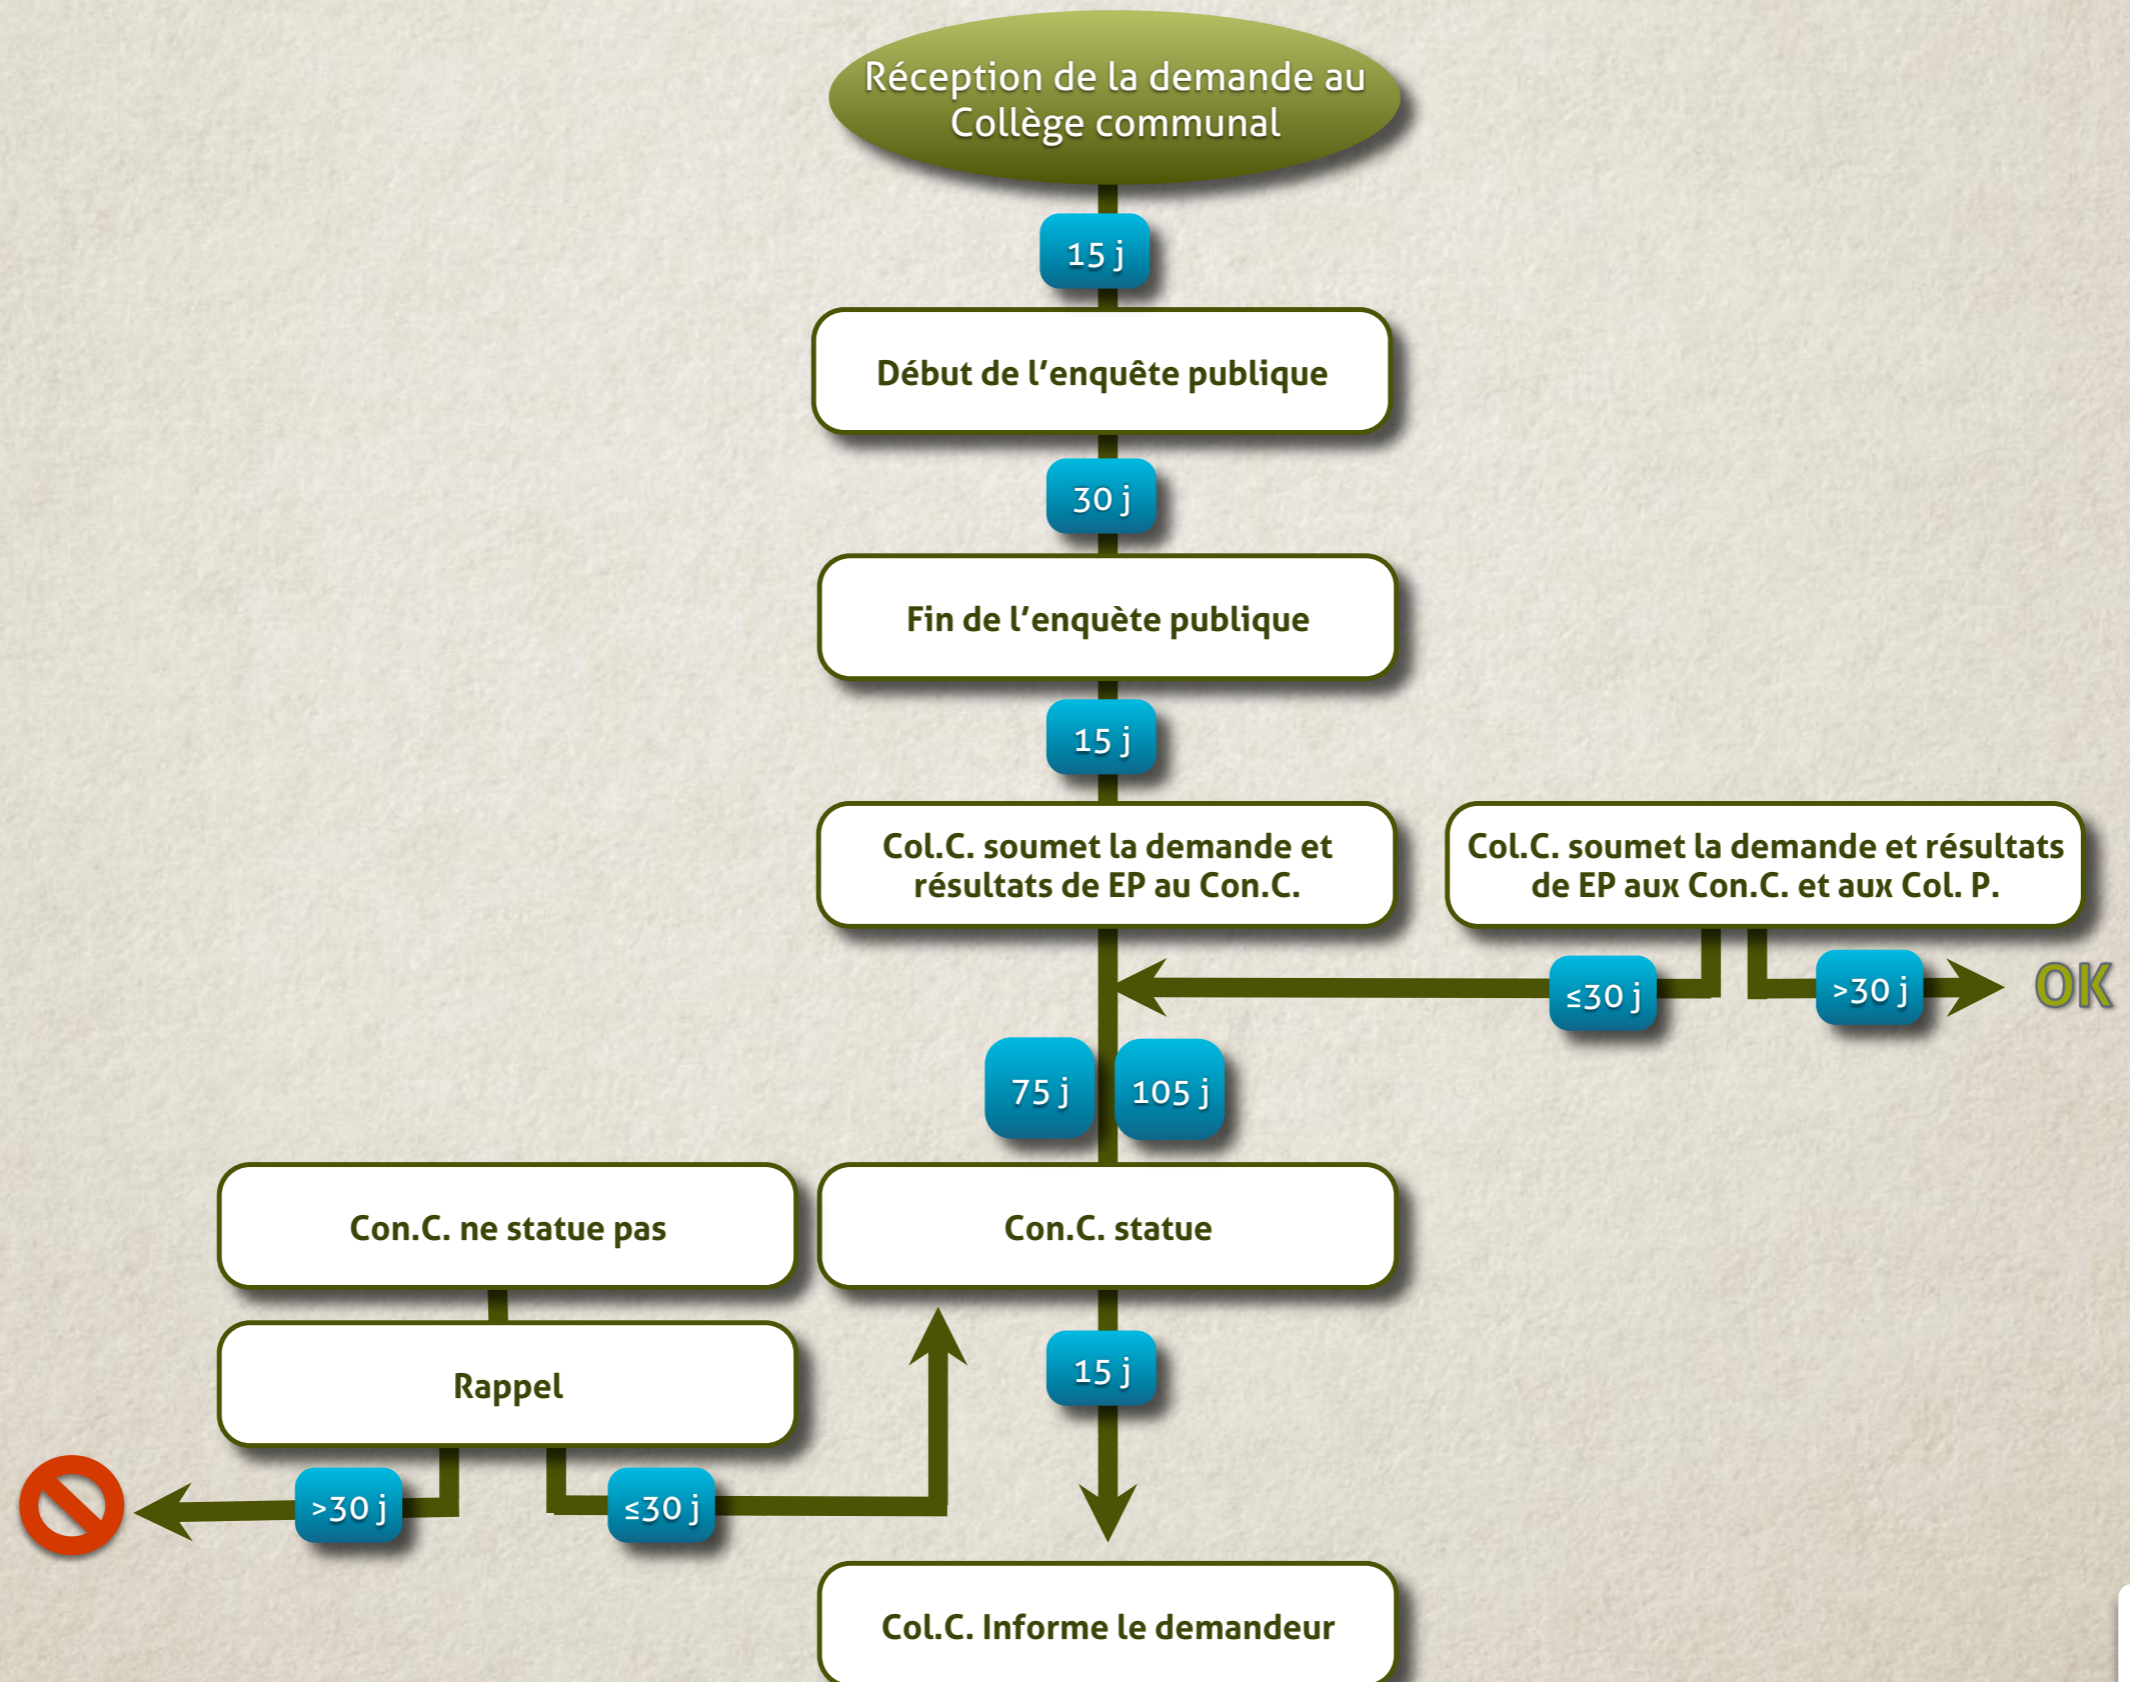 Réception de la demande au
Collège communal
15 j
Début de l’enquête publique
30 j
Fin de l’enquète publique
15 j
Col.C. soumet la demande et
résultats de EP au Con.C.
Col.C. soumet la demande et résultats
de EP aux Con.C. et aux Col. P.
≤30 j
>30 j
OK
75 j
105 j
Con.C. ne statue pas
Con.C. statue
Rappel
15 j
>30 j
≤30 j
Col.C. Informe le demandeur